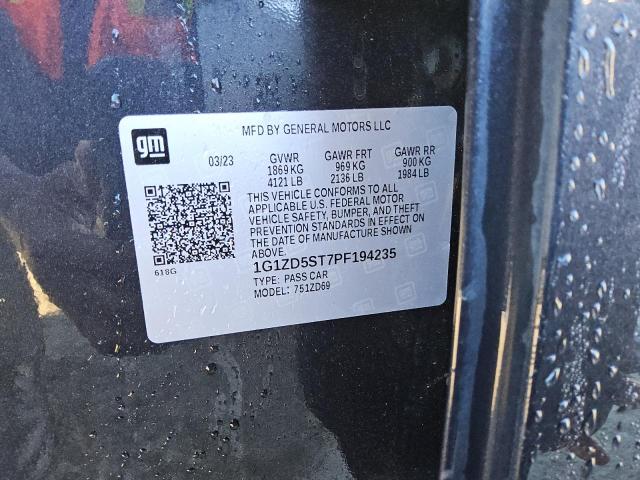 gm
MFD BY GENERAL MOTORS LLC
03/23 GVWR GAWR FRT GAWR RR
1869 KG 969 KG 900 KG
4121 LB 2136 LB 1984 LB
THIS VEHICLE CONFORMS TO ALL
APPLICABLE U.S. FEDERAL MOTOR
VEHICLE SAFETY, BUMPER, AND THEFT
PREVENTION STANDARDS IN EFFECT ON
THE DATE OF MANUFACTURE SHOWN
ABOVE.
618G
1G1ZD5ST7PF194235
TYPE: PASS CAR
MODEL: 751ZD69